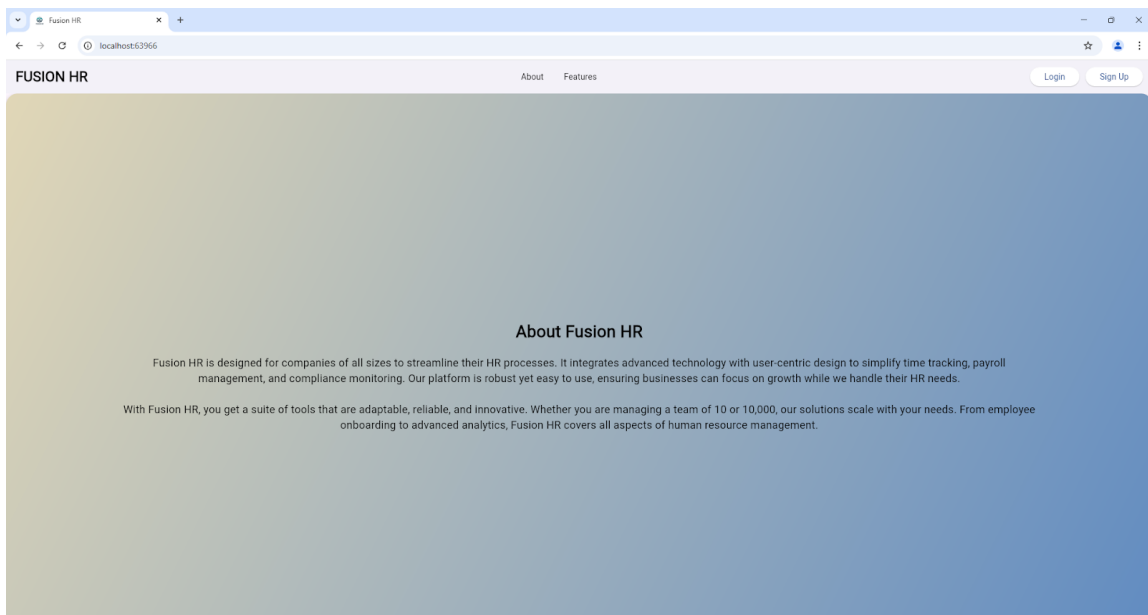 Fusion HR
localhost:63966
FUSION HR
About
Features
Login
Sign Up
About Fusion HR
Fusion HR is designed for companies of all sizes to streamline their HR processes. It integrates advanced technology with user-centric design to simplify time tracking, payroll
management, and compliance monitoring. Our platform is robust yet easy to use, ensuring businesses can focus on growth while we handle their HR needs.
With Fusion HR, you get a suite of tools that are adaptable, reliable, and innovative. Whether you are managing a team of 10 or 10,000, our solutions scale with your needs. From employee
onboarding to advanced analytics, Fusion HR covers all aspects of human resource management.